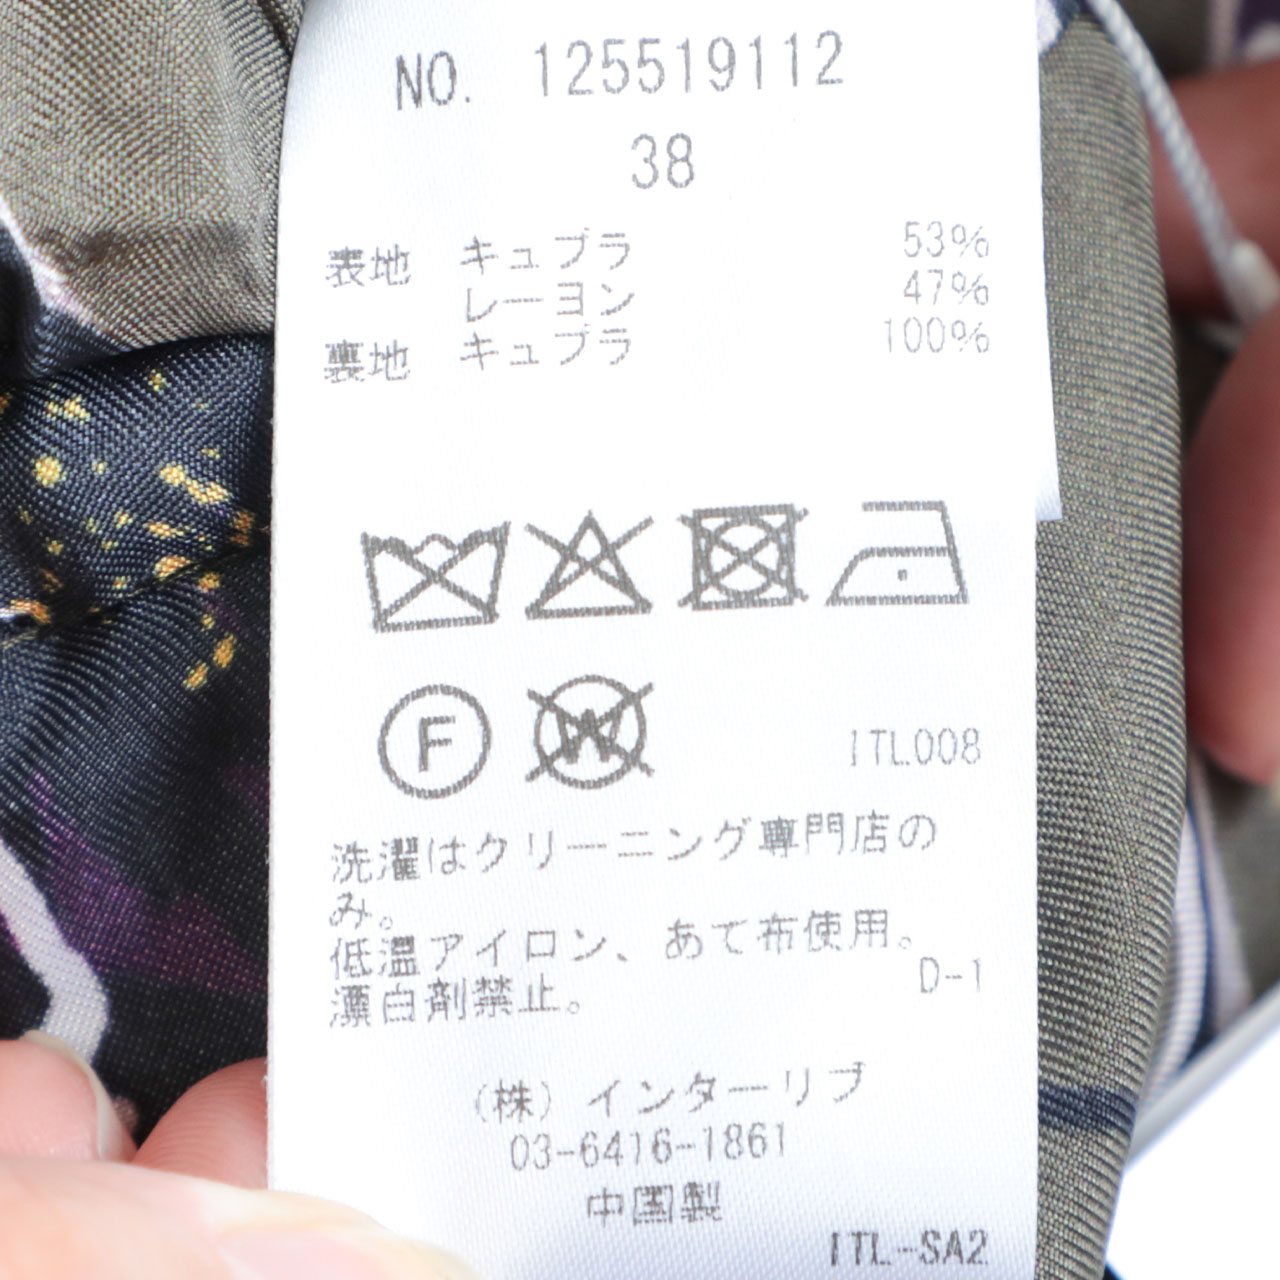 NO. 125519112
38
表地 キュプラ 53%
レーヨン 47%
裏地 キュプラ 100%
F W
ITL008
洗濯はクリーニング専門店の
み。
低温アイロン、あて布使用。
漂白剤禁止。 D-1
(株) インターリブ
03-6416-1861
中国製
ITL-SA2